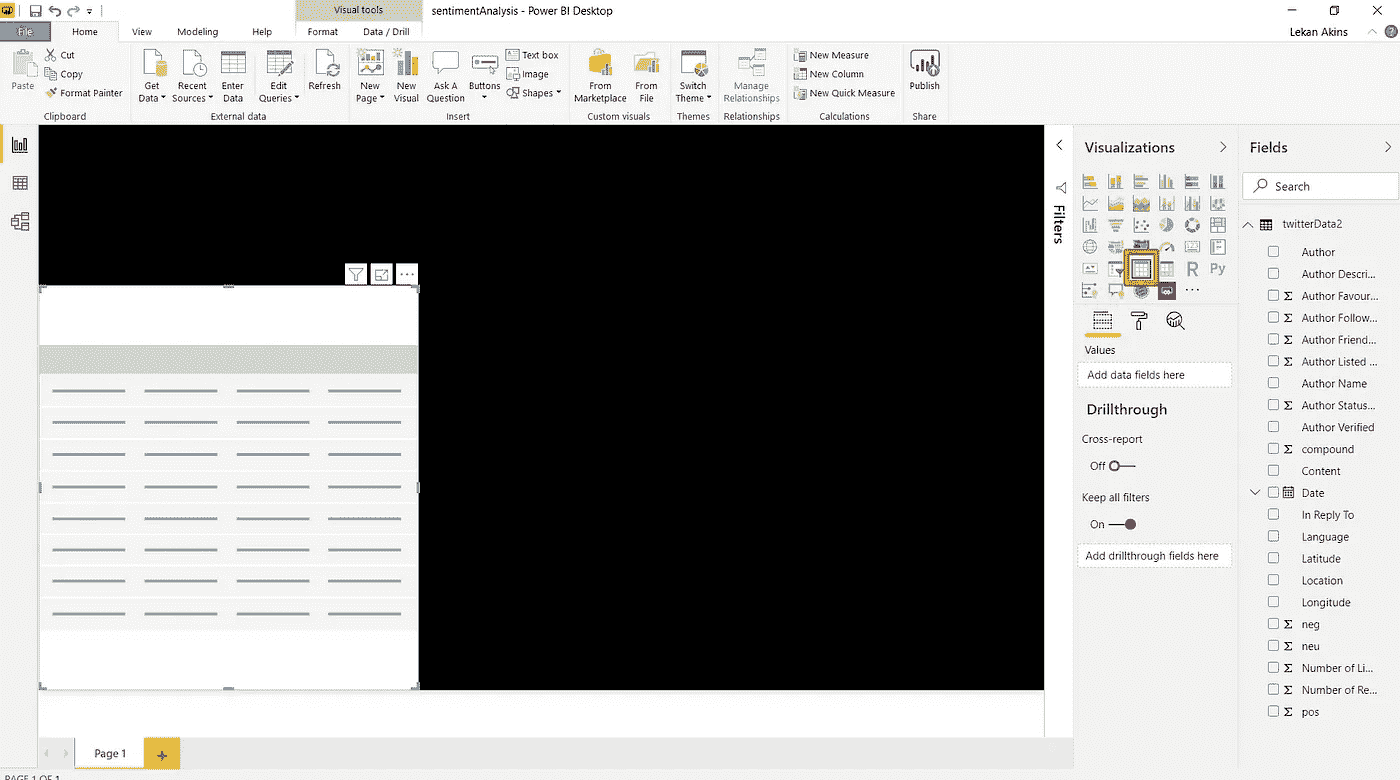 sentimentAnalysis - Power BI Desktop
Visual tools
Lekan Akins
File Home View Modeling Help Format Data / Drill
Paste
Cut
Copy
Format Painter
Clipboard
Get Data
Recent Sources
Enter Data
Edit Queries
Refresh
External data
New Page
New Visual
Ask A Question
Buttons
Text box
Image
Shapes
Insert
From Marketplace
From File
Custom visuals
Switch Theme
Themes
Manage Relationships
Relationships
New Measure
New Column
New Quick Measure
Calculations
Publish
Share
Filters
Visualizations
R Py
Values
Add data fields here
Drillthrough
Cross-report
Off
Keep all filters
On
Add drillthrough fields here
Fields
Search
twitterData2
Author
Author Descri...
Σ Author Favour...
Σ Author Follow...
Σ Author Friend...
Σ Author Listed ...
Author Name
Σ Author Status...
Author Verified
Σ compound
Content
Date
In Reply To
Language
Latitude
Location
Longitude
Σ neg
Σ neu
Σ Number of Li...
Σ Number of Re...
Σ pos
Page 1
PAGE 1 OF 1